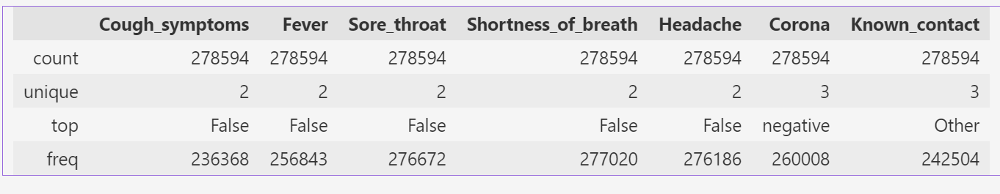 Cough_symptoms Fever Sore_throat Shortness_of_breath Headache Corona Known_contact
count 278594 278594 278594 278594 278594 278594 278594
unique 2 2 2 2 2 3 3
top False False False False False negative Other
freq 236368 256843 276672 277020 276186 260008 242504